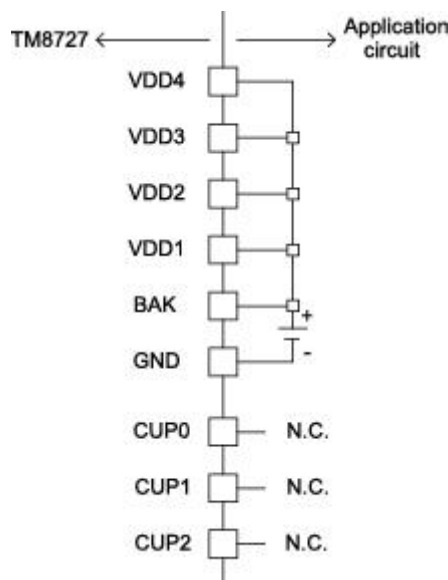 TM8727
Application
circuit
VDD4
VDD3
VDD2
VDD1
BAK
+
GND
-
CUP0 N.C.
CUP1 N.C.
CUP2 N.C.